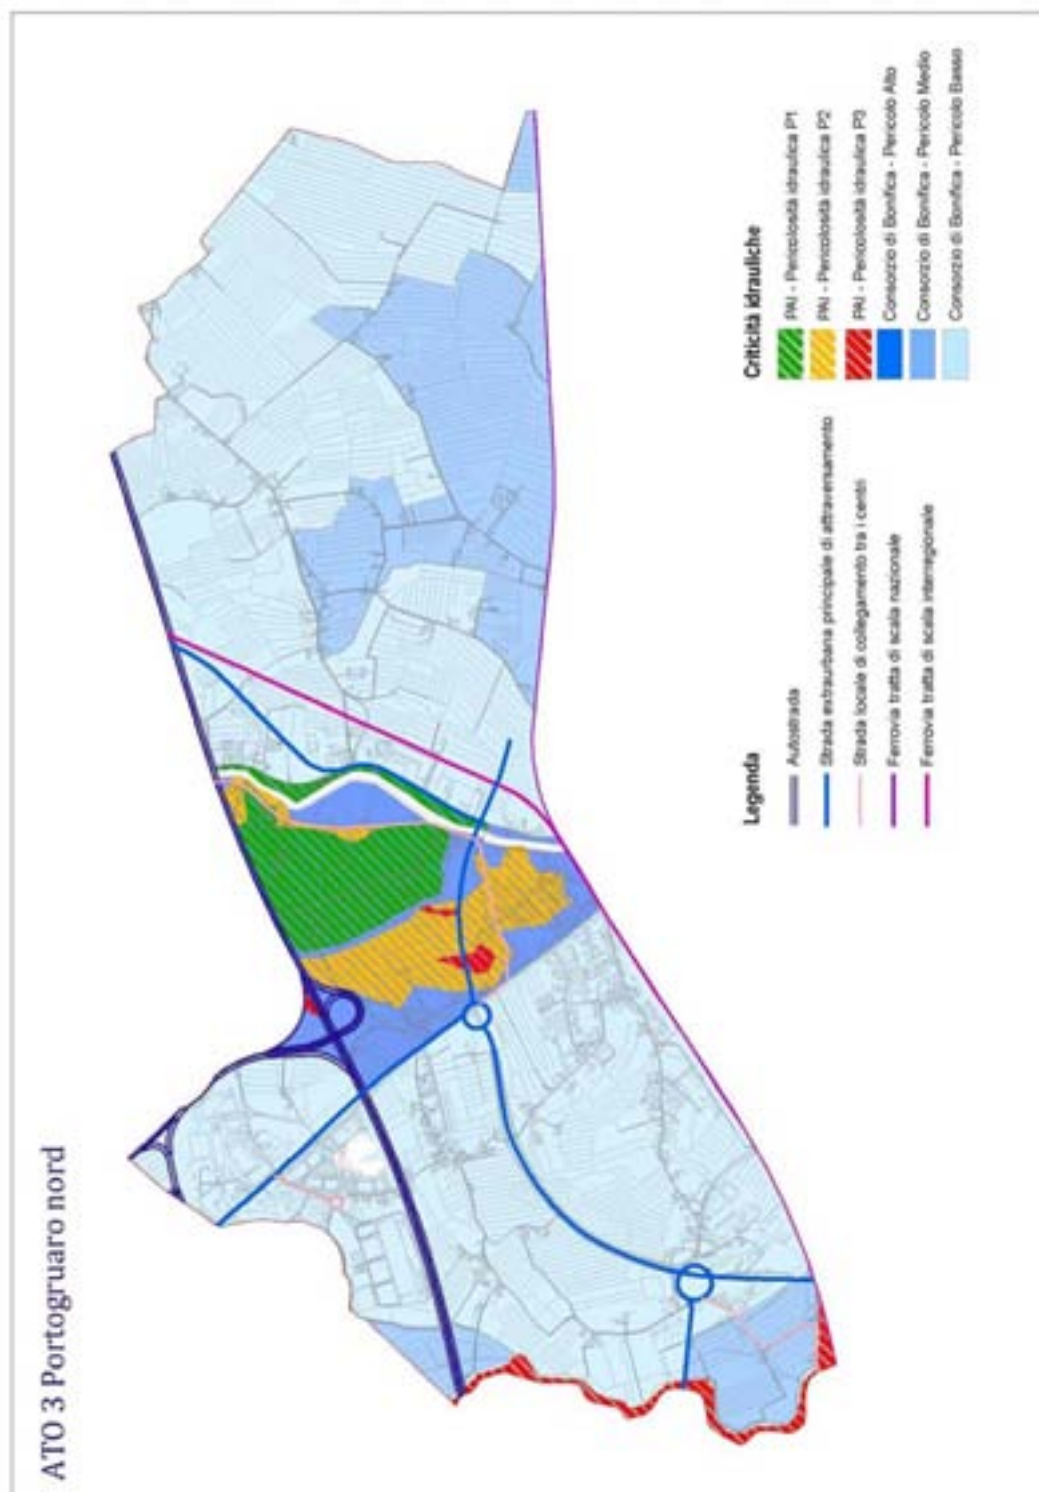 ATO 3 Portogruaro nord
Legenda
Autostrada
Strada extraurbana principale di attraversamento
Strada locale di collegamento tra i centri
Ferrovia tratta di scala nazionale
Ferrovia tratta di scala interregionale
Criticità idrauliche
PAI - Pericolosità idraulica P1
PAI - Pericolosità idraulica P2
PAI - Pericolosità idraulica P3
Consorzio di Bonifica - Pericolo Alto
Consorzio di Bonifica - Pericolo Medio
Consorzio di Bonifica - Pericolo Basso